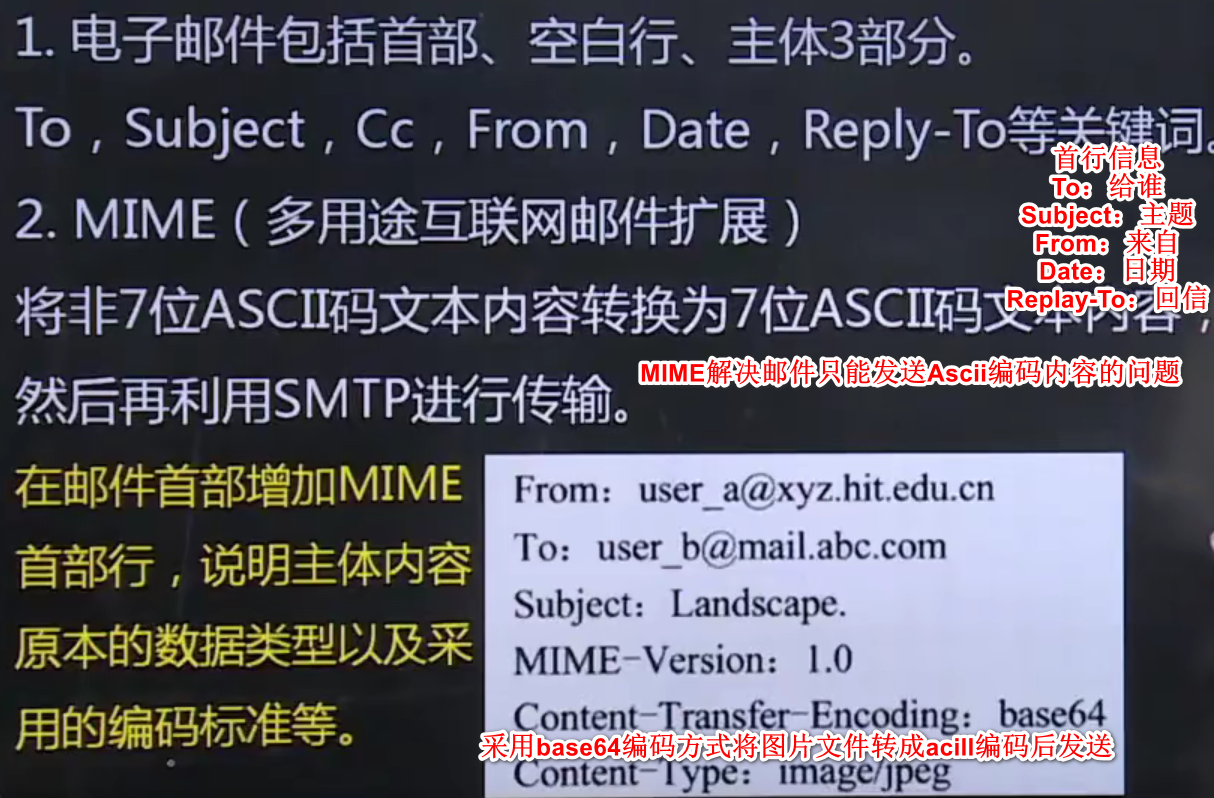 1. 电子邮件包括首部、空白行、主体3部分。
To，Subject，Cc，From，Date，Reply-To等关键词。
首行信息
To：给谁
2. MIME（多用途互联网邮件扩展）
Subject：主题
From：来自
Date：日期
Replay-To：回信
将非7位ASCII码文本内容转换为7位ASCII码文本内容，
MIME解决邮件只能发送Ascii编码内容的问题
然后再利用SMTP进行传输。
在邮件首部增加MIME
首部行，说明主体内容
原本的数据类型以及采
用的编码标准等。
From：user_a@xyz.hit.edu.cn
To：user_b@mail.abc.com
Subject：Landscape.
MIME-Version：1.0
Content-Transfer-Encoding：base64
采用base64编码方式将图片文件转成acill编码后发送
Content-Type：image/jpeg